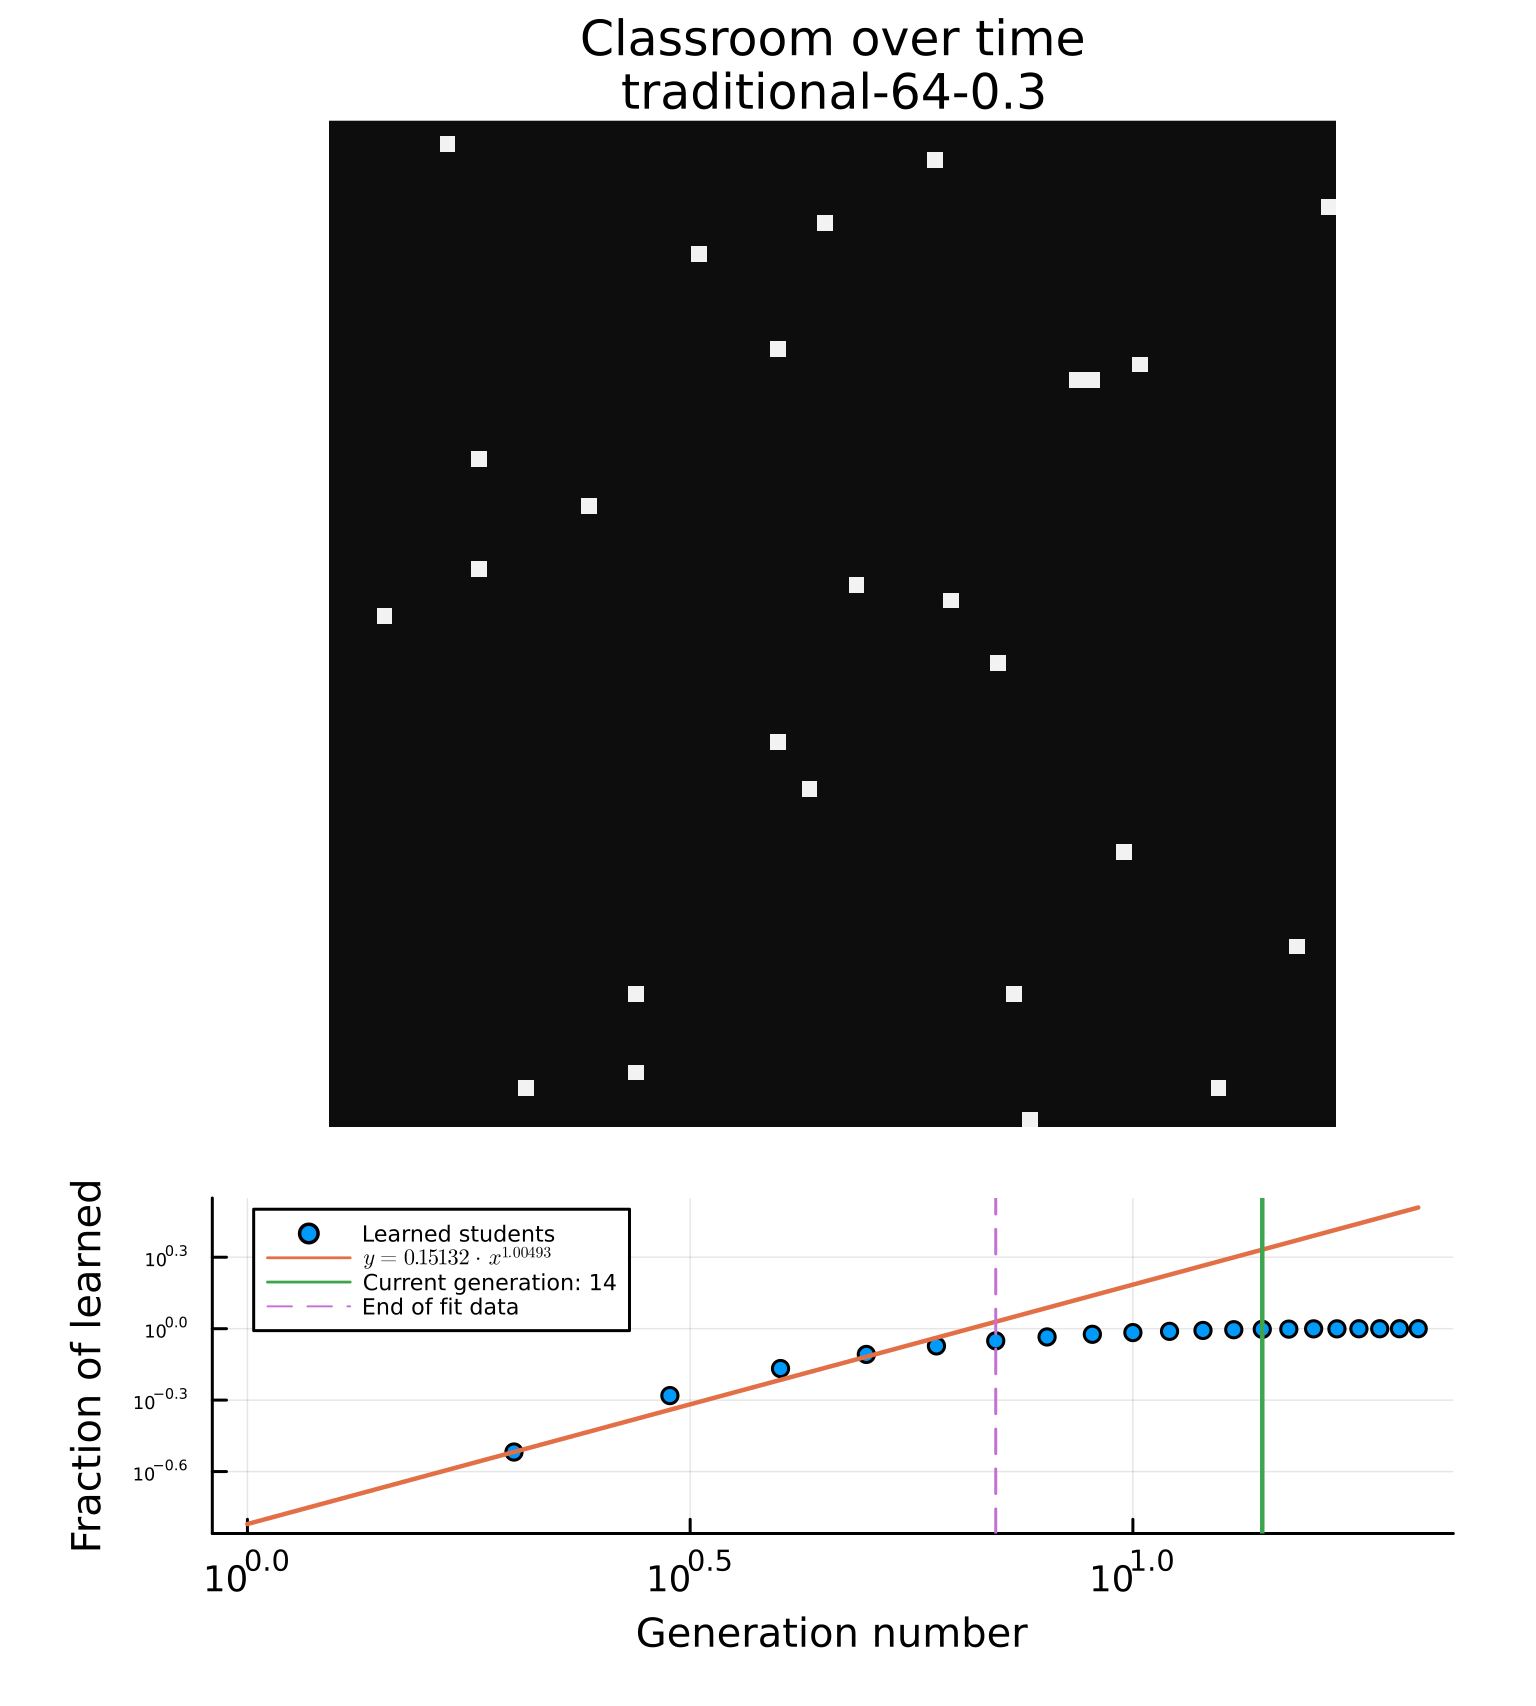 Classroom over time
traditional-64-0.3
Fraction of learned
10^0.3
10^0.0
10^−0.3
10^−0.6
Learned students
y = 0.15132 · x^1.00493
Current generation: 14
End of fit data
10^0.0 10^0.5 10^1.0
Generation number